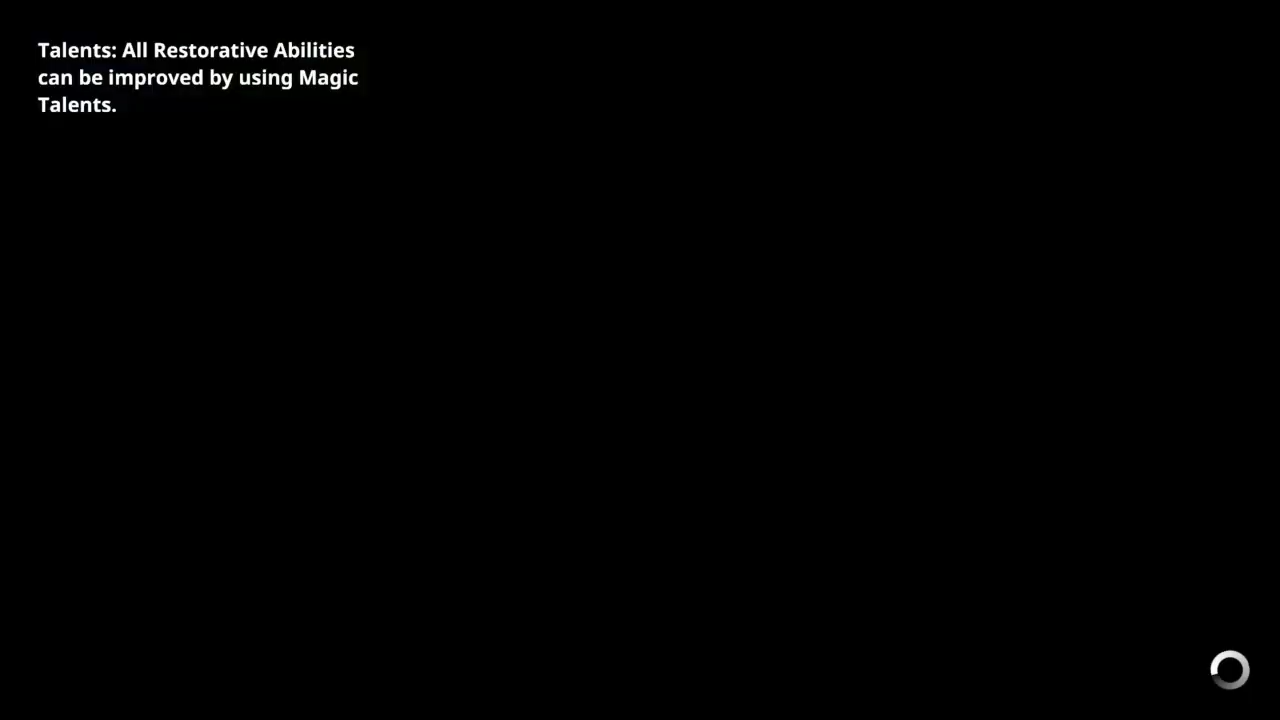 Talents: All Restorative Abilities
can be improved by using Magic
Talents.